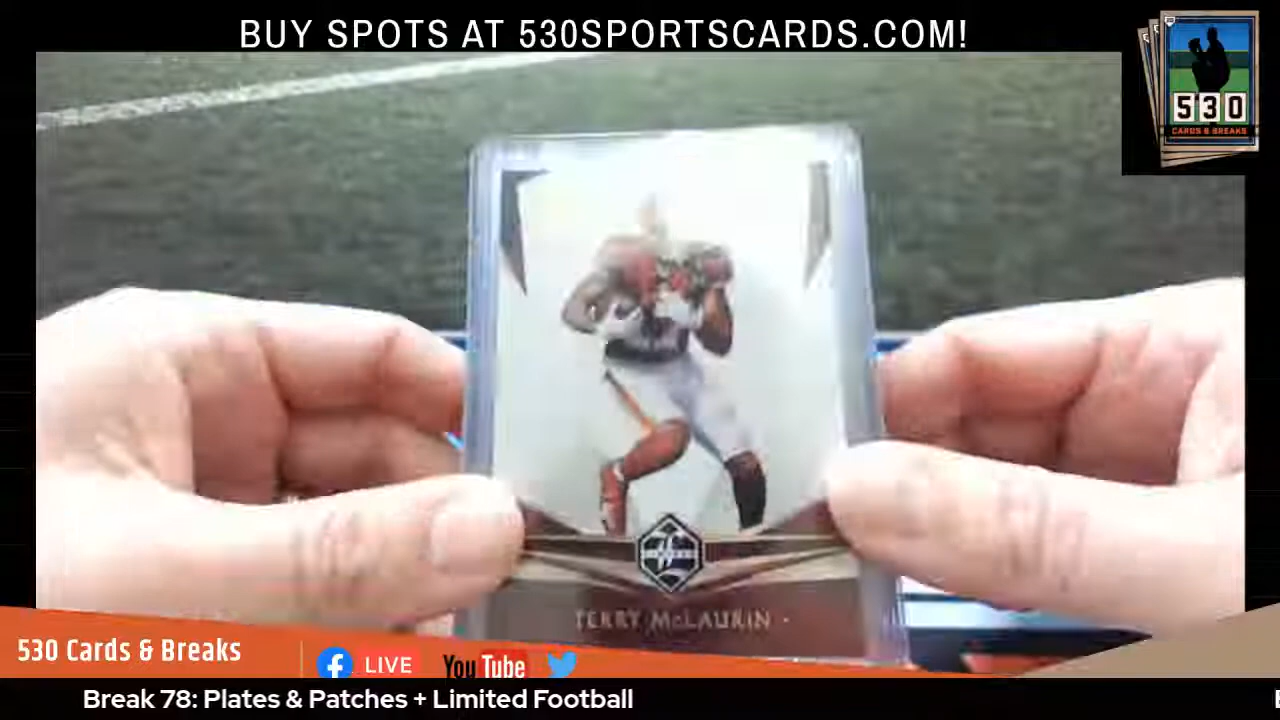 BUY SPOTS AT 530SPORTSCARDS.COM!
530
CARDS & BREAKS
TERRY McLAURIN
530 Cards & Breaks
LIVE
YouTube
Break 78: Plates & Patches + Limited Football